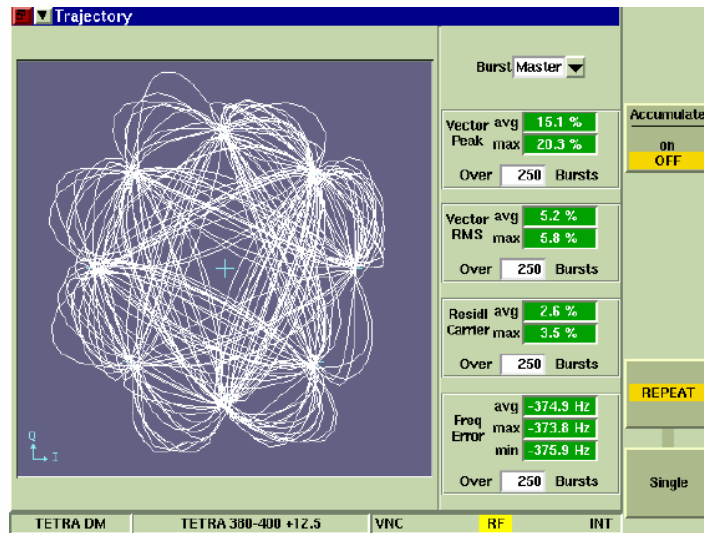 Trajectory
Burst Master
Vector Peak avg 15.1 %
max 20.3 %
Over 250 Bursts
Vector RMS avg 5.2 %
max 5.8 %
Over 250 Bursts
Residl Carrier avg 2.6 %
max 3.5 %
Over 250 Bursts
Freq Error avg -374.9 Hz
max -373.8 Hz
min -375.9 Hz
Over 250 Bursts
Accumulate
on
OFF
REPEAT
Single
Q
I
TETRA DM TETRA 380-400 +12.5 VNC RF INT